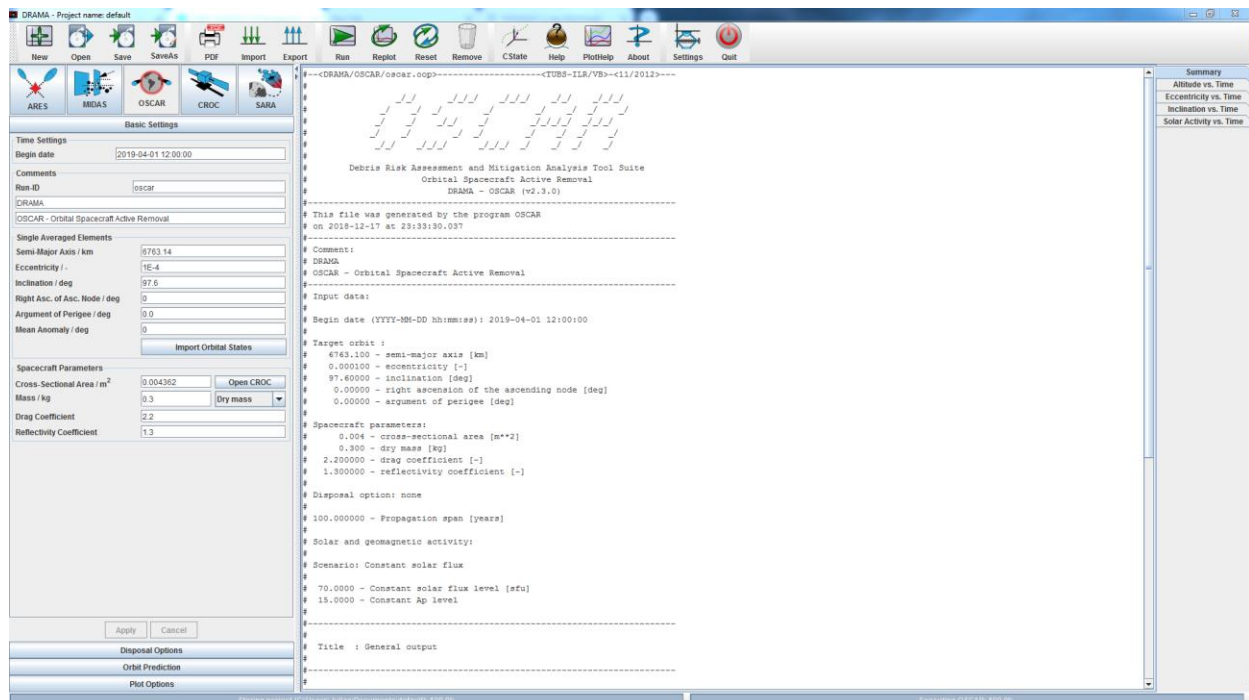 DRAMA - Project name: default
New Open Save SaveAs PDF Import Export Run Replot Reset Remove CState Help PlotHelp About Settings Quit
ARES MIDAS OSCAR CROC SARA
Basic Settings
Time Settings
Begin date 2019-04-01 12:00:00
Comments
Run-ID oscar
DRAMA
OSCAR - Orbital Spacecraft Active Removal
Single Averaged Elements
Semi-Major Axis / km 6763.14
Eccentricity / - 1E-4
Inclination / deg 97.6
Right Asc. of Asc. Node / deg 0
Argument of Perigee / deg 0.0
Mean Anomaly / deg 0
Import Orbital States
Spacecraft Parameters
Cross-Sectional Area / m² 0.004362 Open CROC
Mass / kg 0.3 Dry mass
Drag Coefficient 2.2
Reflectivity Coefficient 1.3
Apply Cancel
Disposal Options
Orbit Prediction
Plot Options
#--<DRAMA/OSCAR/oscar.oop>--------------------<TUBS-ILR/VB>-<11/2012>---
OSCAR
# Debris Risk Assessment and Mitigation Analysis Tool Suite
# Orbital Spacecraft Active Removal
# DRAMA - OSCAR (v2.3.0)
#-----------------------------------------------------------------------
# This file was generated by the program OSCAR
# on 2018-12-17 at 23:33:30.037
#-----------------------------------------------------------------------
# Comment:
# DRAMA
# OSCAR - Orbital Spacecraft Active Removal
#-----------------------------------------------------------------------
# Input data:
#
# Begin date (YYYY-MM-DD hh:mm:ss): 2019-04-01 12:00:00
#
# Target orbit :
# 6763.100 - semi-major axis [km]
# 0.000100 - eccentricity [-]
# 97.60000 - inclination [deg]
# 0.00000 - right ascension of the ascending node [deg]
# 0.00000 - argument of perigee [deg]
#
# Spacecraft parameters:
# 0.004 - cross-sectional area [m**2]
# 0.300 - dry mass [kg]
# 2.200000 - drag coefficient [-]
# 1.300000 - reflectivity coefficient [-]
#
# Disposal option: none
#
# 100.000000 - Propagation span [years]
#
# Solar and geomagnetic activity:
#
# Scenario: Constant solar flux
#
# 70.0000 - Constant solar flux level [sfu]
# 15.0000 - Constant Ap level
#
#-----------------------------------------------------------------------
#
# Title : General output
#
#-----------------------------------------------------------------------
#
Summary
Altitude vs. Time
Eccentricity vs. Time
Inclination vs. Time
Solar Activity vs. Time